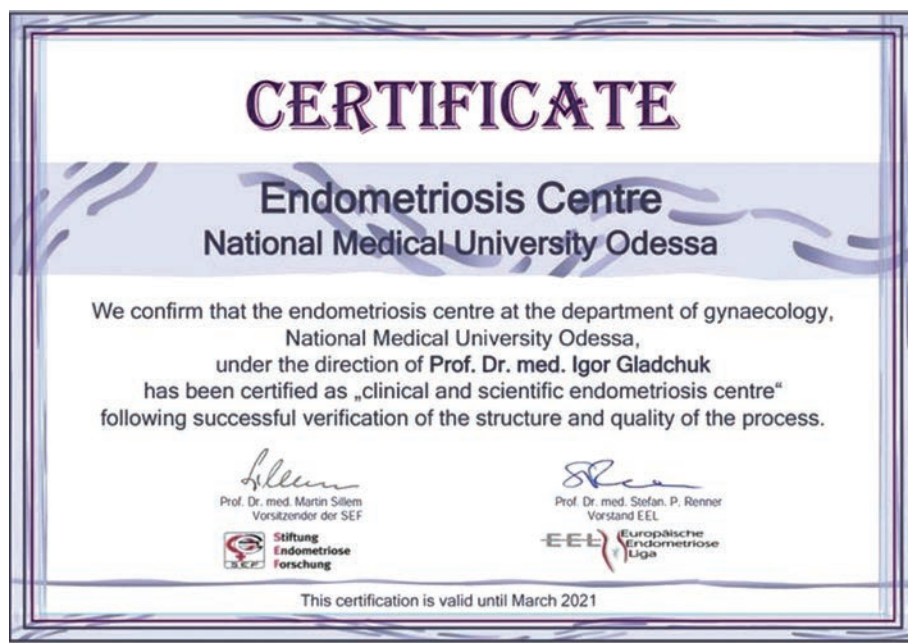 CERTIFICATE
Endometriosis Centre
National Medical University Odessa
We confirm that the endometriosis centre at the department of gynaecology,
National Medical University Odessa,
under the direction of Prof. Dr. med. Igor Gladchuk
has been certified as „clinical and scientific endometriosis centre“
following successful verification of the structure and quality of the process.
Prof. Dr. med. Martin Sillem
Vorsitzender der SEF
SEF
Stiftung
Endometriose
Forschung
Prof. Dr. med. Stefan. P. Renner
Vorstand EEL
EEL
Europäische
Endometriose
Liga
This certification is valid until March 2021